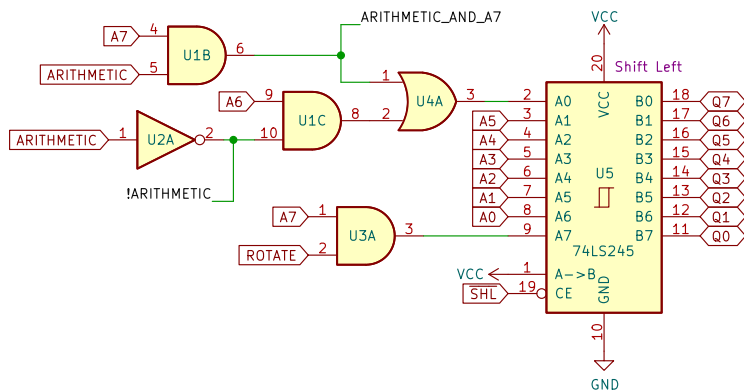 ARITHMETIC_AND_A7
VCC
A7 4
U1B 6
ARITHMETIC 5
20
Shift Left
VCC
1
U4A 3
2
A6 9
U1C 8
10
ARITHMETIC 1
U2A 2
!ARITHMETIC
2 A0 B0 18 Q7
A5 3 A1 B1 17 Q6
A4 4 A2 B2 16 Q5
A3 5 A3 B3 15 Q4
A2 6 A4 B4 14 Q3
A1 7 A5 B5 13 Q2
A0 8 A6 B6 12 Q1
9 A7 B7 11 Q0
U5
74LS245
A7 1
U3A 3
ROTATE 2
VCC 1 A->B
SHL 19 CE
GND
10
GND